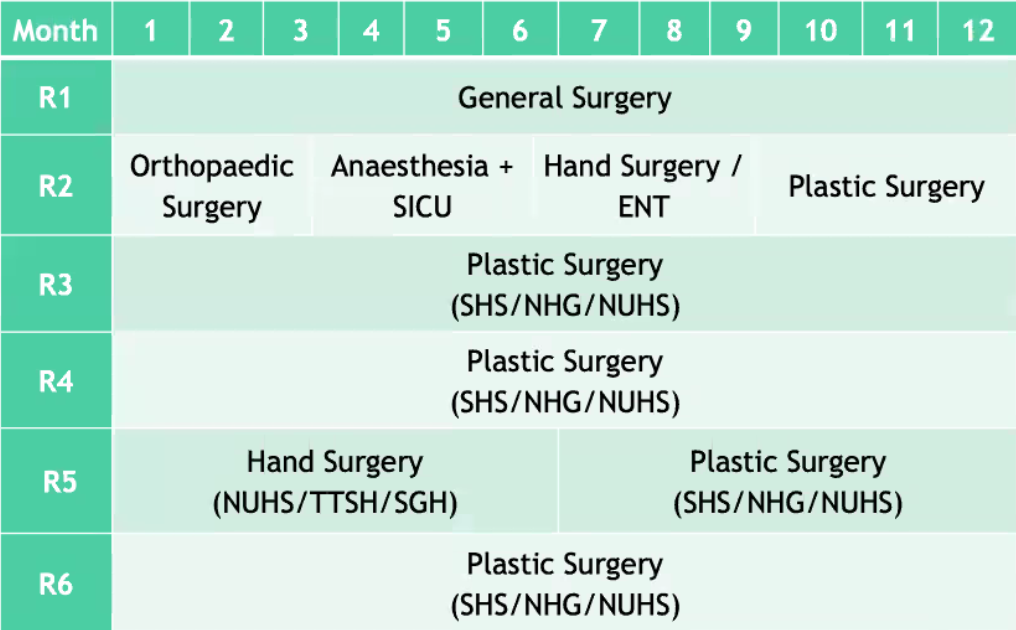 Month 1 2 3 4 5 6 7 8 9 10 11 12
R1 General Surgery
R2 Orthopaedic Surgery Anaesthesia + SICU Hand Surgery / ENT Plastic Surgery
R3 Plastic Surgery
(SHS/NHG/NUHS)
R4 Plastic Surgery
(SHS/NHG/NUHS)
R5 Hand Surgery
(NUHS/TTSH/SGH)
Plastic Surgery
(SHS/NHG/NUHS)
R6 Plastic Surgery
(SHS/NHG/NUHS)